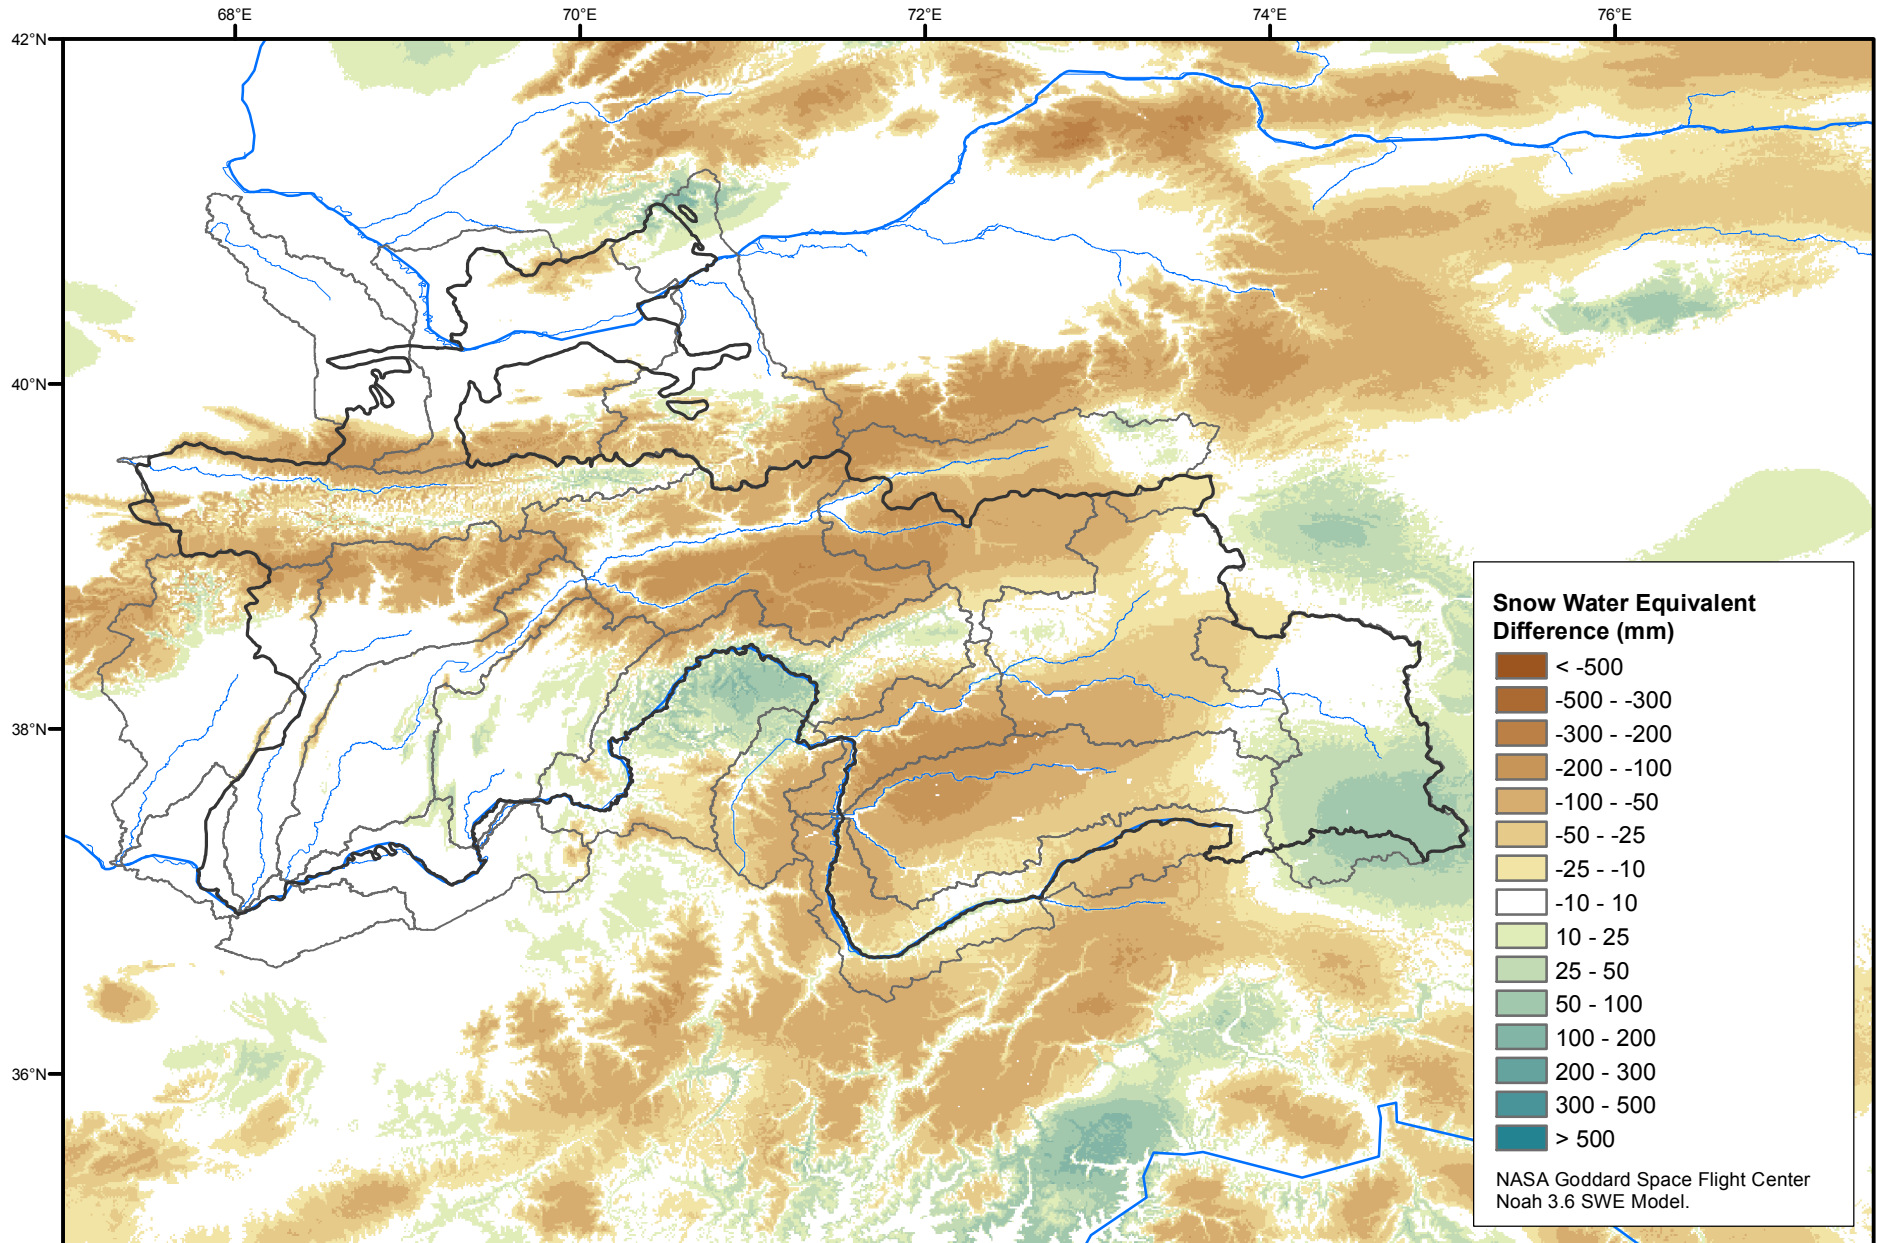 68°E 70°E 72°E 74°E 76°E
42°N
40°N
38°N
36°N
Snow Water Equivalent
Difference (mm)
< -500
-500 - -300
-300 - -200
-200 - -100
-100 - -50
-50 - -25
-25 - -10
-10 - 10
10 - 25
25 - 50
50 - 100
100 - 200
200 - 300
300 - 500
> 500
NASA Goddard Space Flight Center
Noah 3.6 SWE Model.